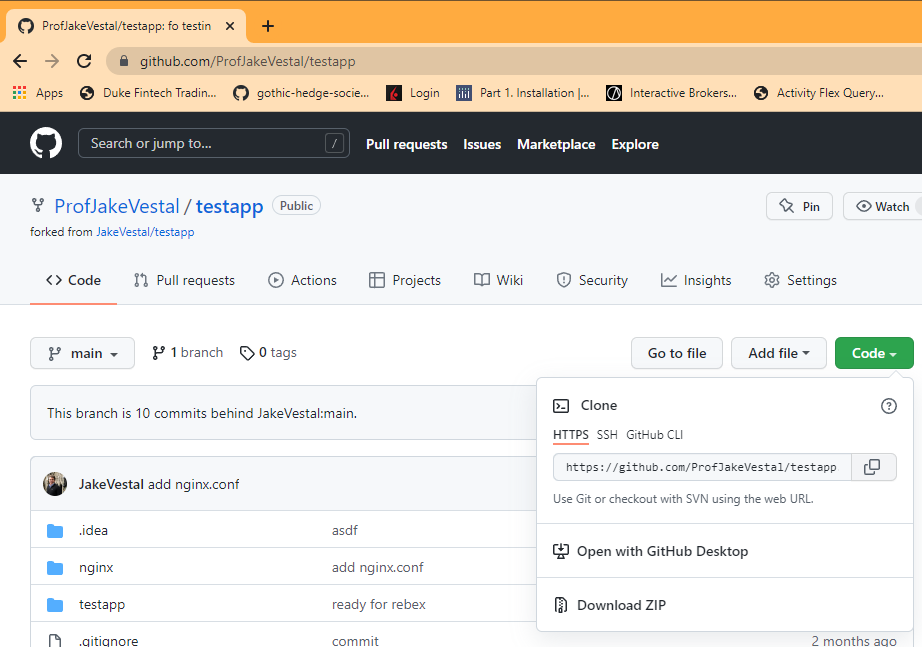 ProfJakeVestal/testapp: fo testin
github.com/ProfJakeVestal/testapp
Apps Duke Fintech Tradin... gothic-hedge-socie... Login Part 1. Installation |... Interactive Brokers... Activity Flex Query...
Search or jump to... / Pull requests Issues Marketplace Explore
ProfJakeVestal / testapp Public Pin Watch
forked from JakeVestal/testapp
Code Pull requests Actions Projects Wiki Security Insights Settings
main 1 branch 0 tags Go to file Add file Code
This branch is 10 commits behind JakeVestal:main.
JakeVestal add nginx.conf
.idea asdf
nginx add nginx.conf
testapp ready for rebex
.gitignore commit 2 months ago
Clone
HTTPS SSH GitHub CLI
https://github.com/ProfJakeVestal/testapp
Use Git or checkout with SVN using the web URL.
Open with GitHub Desktop
Download ZIP